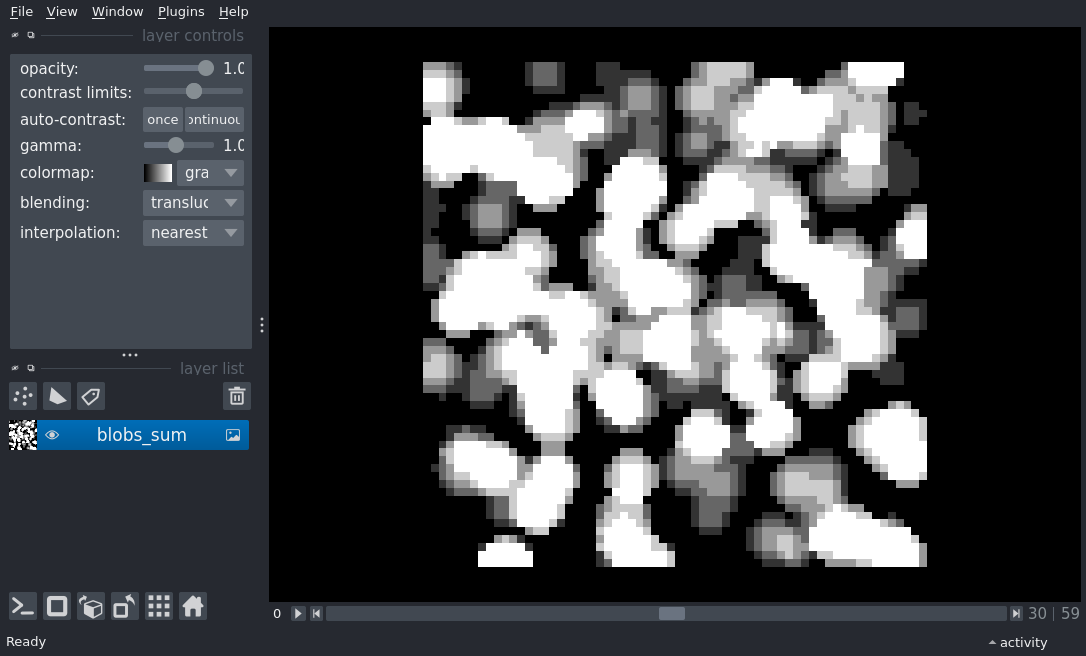 File View Window Plugins Help
layer controls
opacity: 1.0
contrast limits:
auto-contrast: once ontinuou
gamma: 1.0
colormap: gra
blending: transluc
interpolation: nearest
layer list
blobs_sum
0 30 | 59
Ready activity